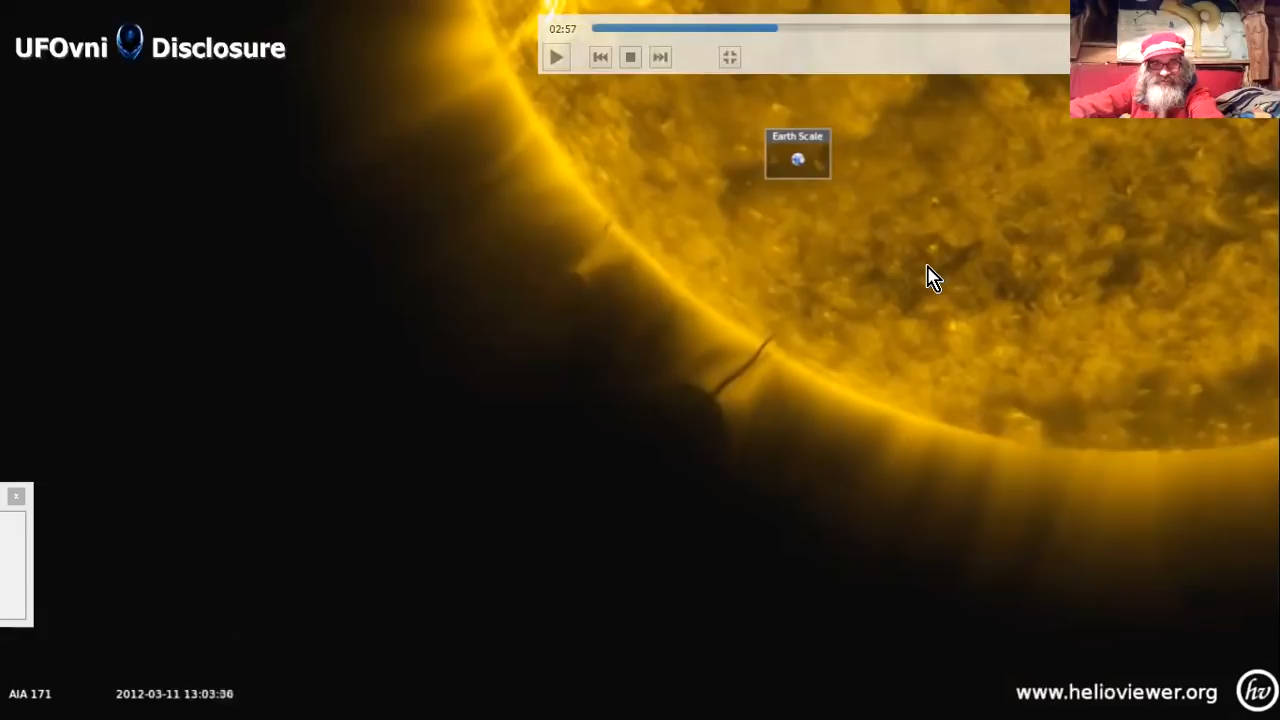 UFOvni Disclosure
02:57
Earth Scale
x
AIA 171
2012-03-11 13:03:36
www.helioviewer.org
hv